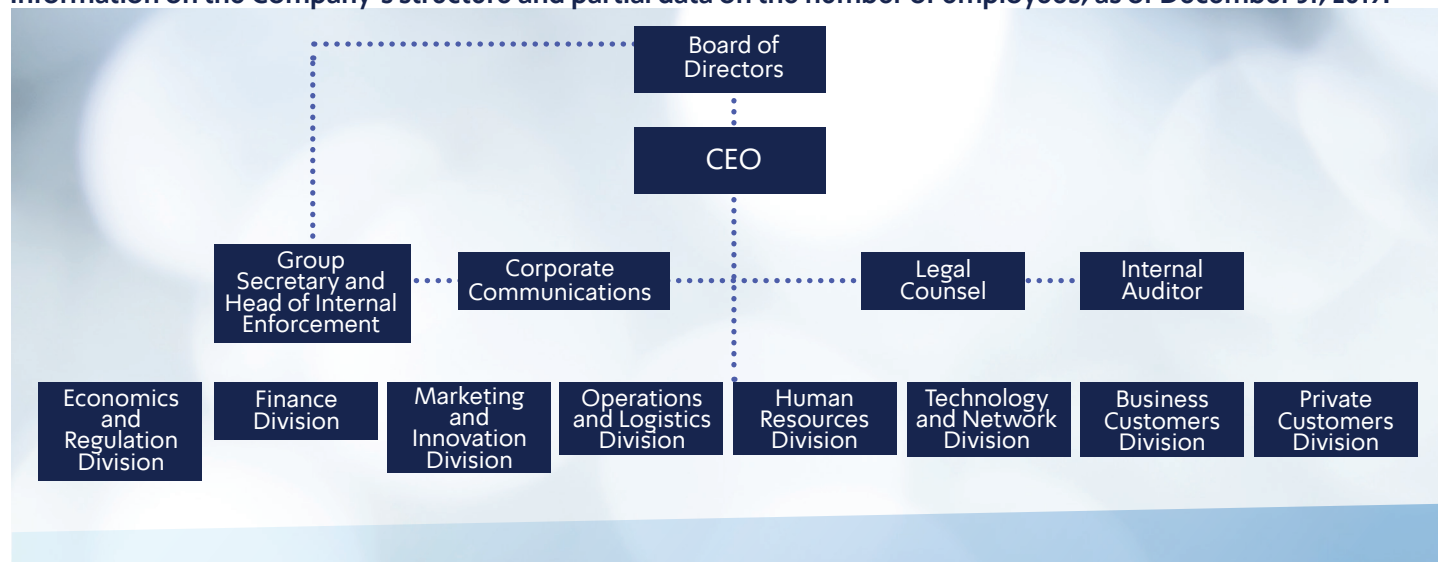 Information on the Company's structure and partial data on the number of employees, as of December 31, 2019:
Board of
Directors
CEO
Group
Secretary and
Head of Internal
Enforcement
Corporate
Communications
Legal
Counsel
Internal
Auditor
Economics
and
Regulation
Division
Finance
Division
Marketing
and
Innovation
Division
Operations
and Logistics
Division
Human
Resources
Division
Technology
and Network
Division
Business
Customers
Division
Private
Customers
Division